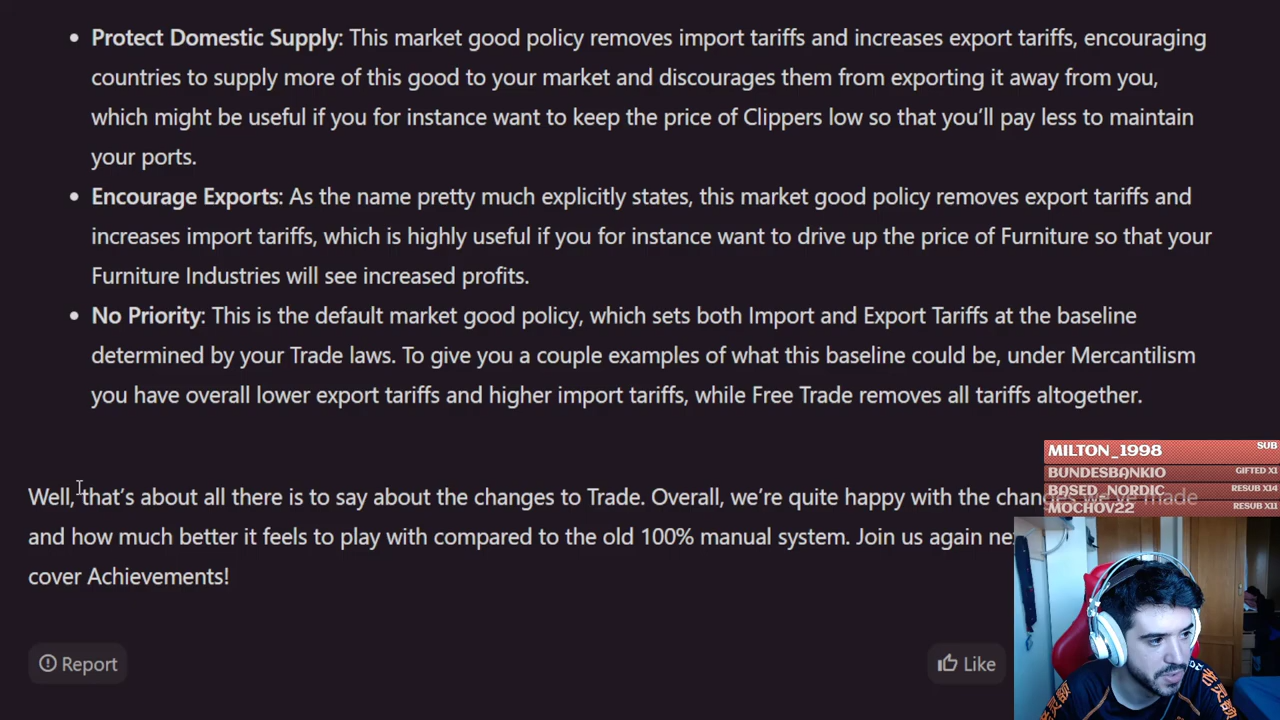 Protect Domestic Supply: This market good policy removes import tariffs and increases export tariffs, encouraging
countries to supply more of this good to your market and discourages them from exporting it away from you,
which might be useful if you for instance want to keep the price of Clippers low so that you'll pay less to maintain
your ports.
Encourage Exports: As the name pretty much explicitly states, this market good policy removes export tariffs and
increases import tariffs, which is highly useful if you for instance want to drive up the price of Furniture so that your
Furniture Industries will see increased profits.
No Priority: This is the default market good policy, which sets both Import and Export Tariffs at the baseline
determined by your Trade laws. To give you a couple examples of what this baseline could be, under Mercantilism
you have overall lower export tariffs and higher import tariffs, while Free Trade removes all tariffs altogether.
MILTON_1998 SUB
BUNDESBANKIO GIFTED X1
BASED_NORDIC RESUB X14
MOCHOV22 RESUB X11
Well, that's about all there is to say about the changes to Trade. Overall, we're quite happy with the changes we've made
and how much better it feels to play with compared to the old 100% manual system. Join us again
cover Achievements!
Report
Like